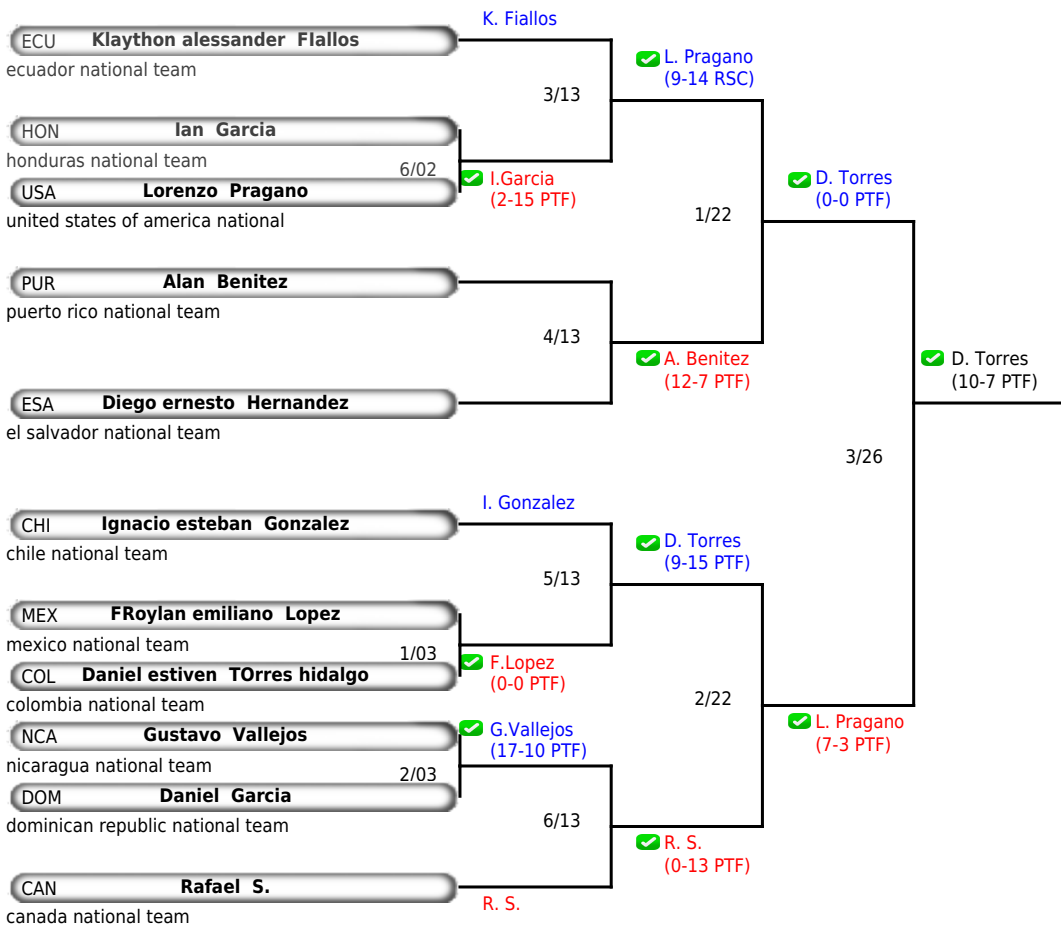 K. Fiallos
ECU Klaython alessander FIallos
ecuador national team
L. Pragano
(9-14 RSC)
3/13
HON Ian Garcia
honduras national team
6/02
I.Garcia
(2-15 PTF)
USA Lorenzo Pragano
united states of america national
D. Torres
(0-0 PTF)
1/22
PUR Alan Benitez
puerto rico national team
4/13
A. Benitez
(12-7 PTF)
ESA Diego ernesto Hernandez
el salvador national team
D. Torres
(10-7 PTF)
3/26
I. Gonzalez
CHI Ignacio esteban Gonzalez
chile national team
D. Torres
(9-15 PTF)
5/13
MEX FRoylan emiliano Lopez
mexico national team
1/03
F.Lopez
(0-0 PTF)
COL Daniel estiven TOrres hidalgo
colombia national team
2/22
L. Pragano
(7-3 PTF)
NCA Gustavo Vallejos
nicaragua national team
G.Vallejos
(17-10 PTF)
2/03
DOM Daniel Garcia
dominican republic national team
6/13
R. S.
(0-13 PTF)
CAN Rafael S.
canada national team
R. S.